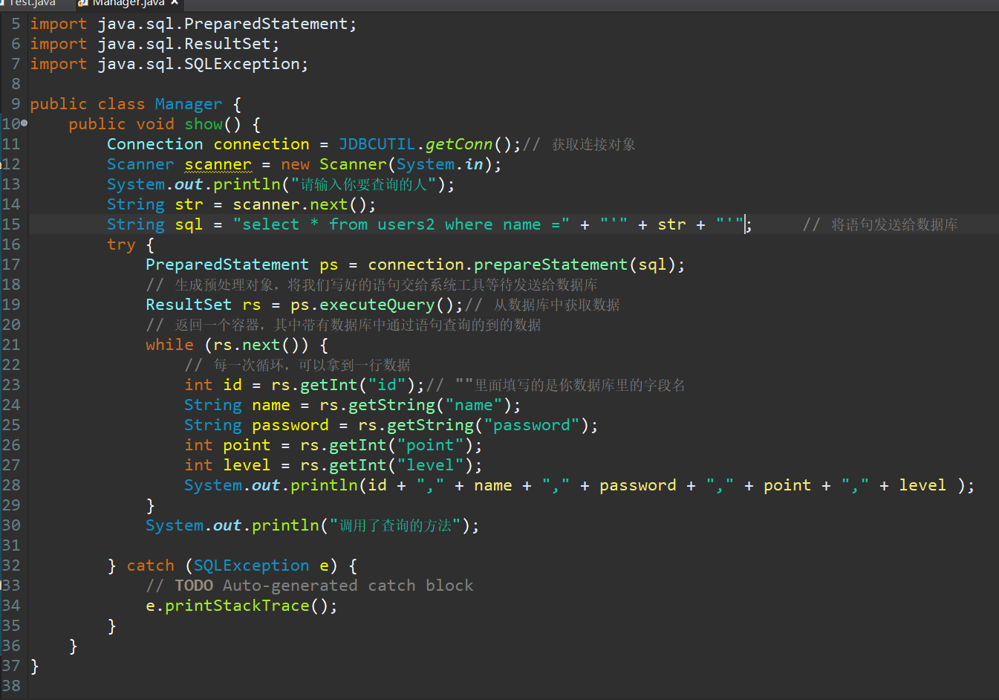 Test.java Manager.java ×
5 import java.sql.PreparedStatement;
6 import java.sql.ResultSet;
7 import java.sql.SQLException;
8
9 public class Manager {
10 public void show() {
11 Connection connection = JDBCUTIL.getConn();// 获取连接对象
12 Scanner scanner = new Scanner(System.in);
13 System.out.println("请输入你要查询的人");
14 String str = scanner.next();
15 String sql = "select * from users2 where name =" + "'" + str + "'"; // 将语句发送给数据库
16 try {
17 PreparedStatement ps = connection.prepareStatement(sql);
18 // 生成预处理对象，将我们写好的语句交给系统工具等待发送给数据库
19 ResultSet rs = ps.executeQuery();// 从数据库中获取数据
20 // 返回一个容器，其中带有数据库中通过语句查询的到的数据
21 while (rs.next()) {
22 // 每一次循环，可以拿到一行数据
23 int id = rs.getInt("id");// ""里面填写的是你数据库里的字段名
24 String name = rs.getString("name");
25 String password = rs.getString("password");
26 int point = rs.getInt("point");
27 int level = rs.getInt("level");
28 System.out.println(id + "," + name + "," + password + "," + point + "," + level );
29 }
30 System.out.println("调用了查询的方法");
31
32 } catch (SQLException e) {
33 // TODO Auto-generated catch block
34 e.printStackTrace();
35 }
36 }
37 }
38